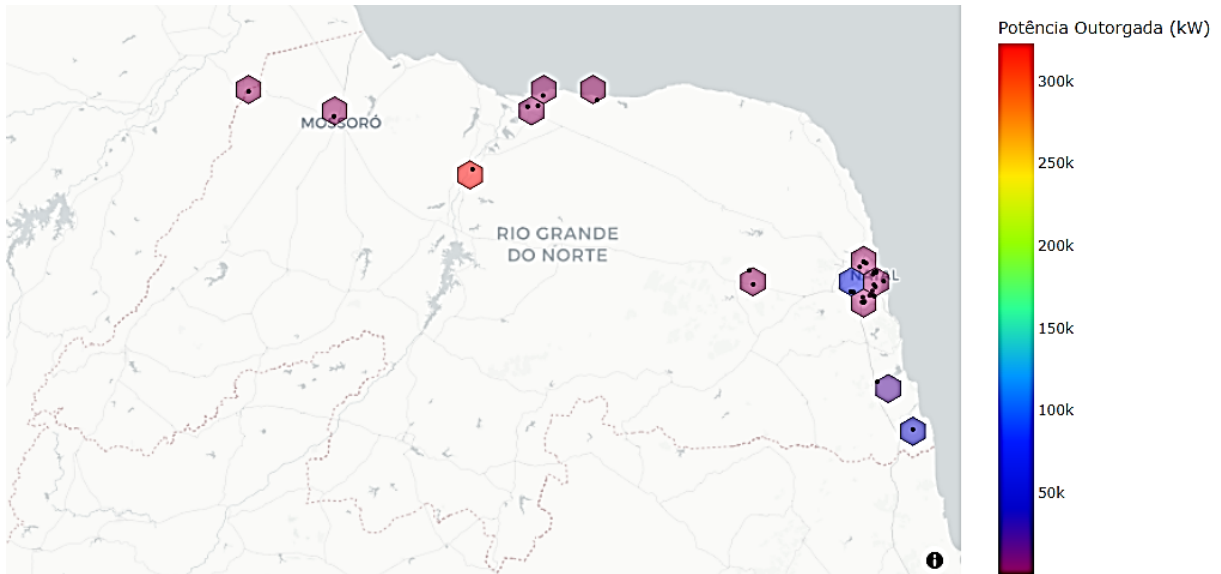 Potência Outorgada (kW)
300k
250k
200k
150k
100k
50k
MOSSORÓ
RIO GRANDE
DO NORTE